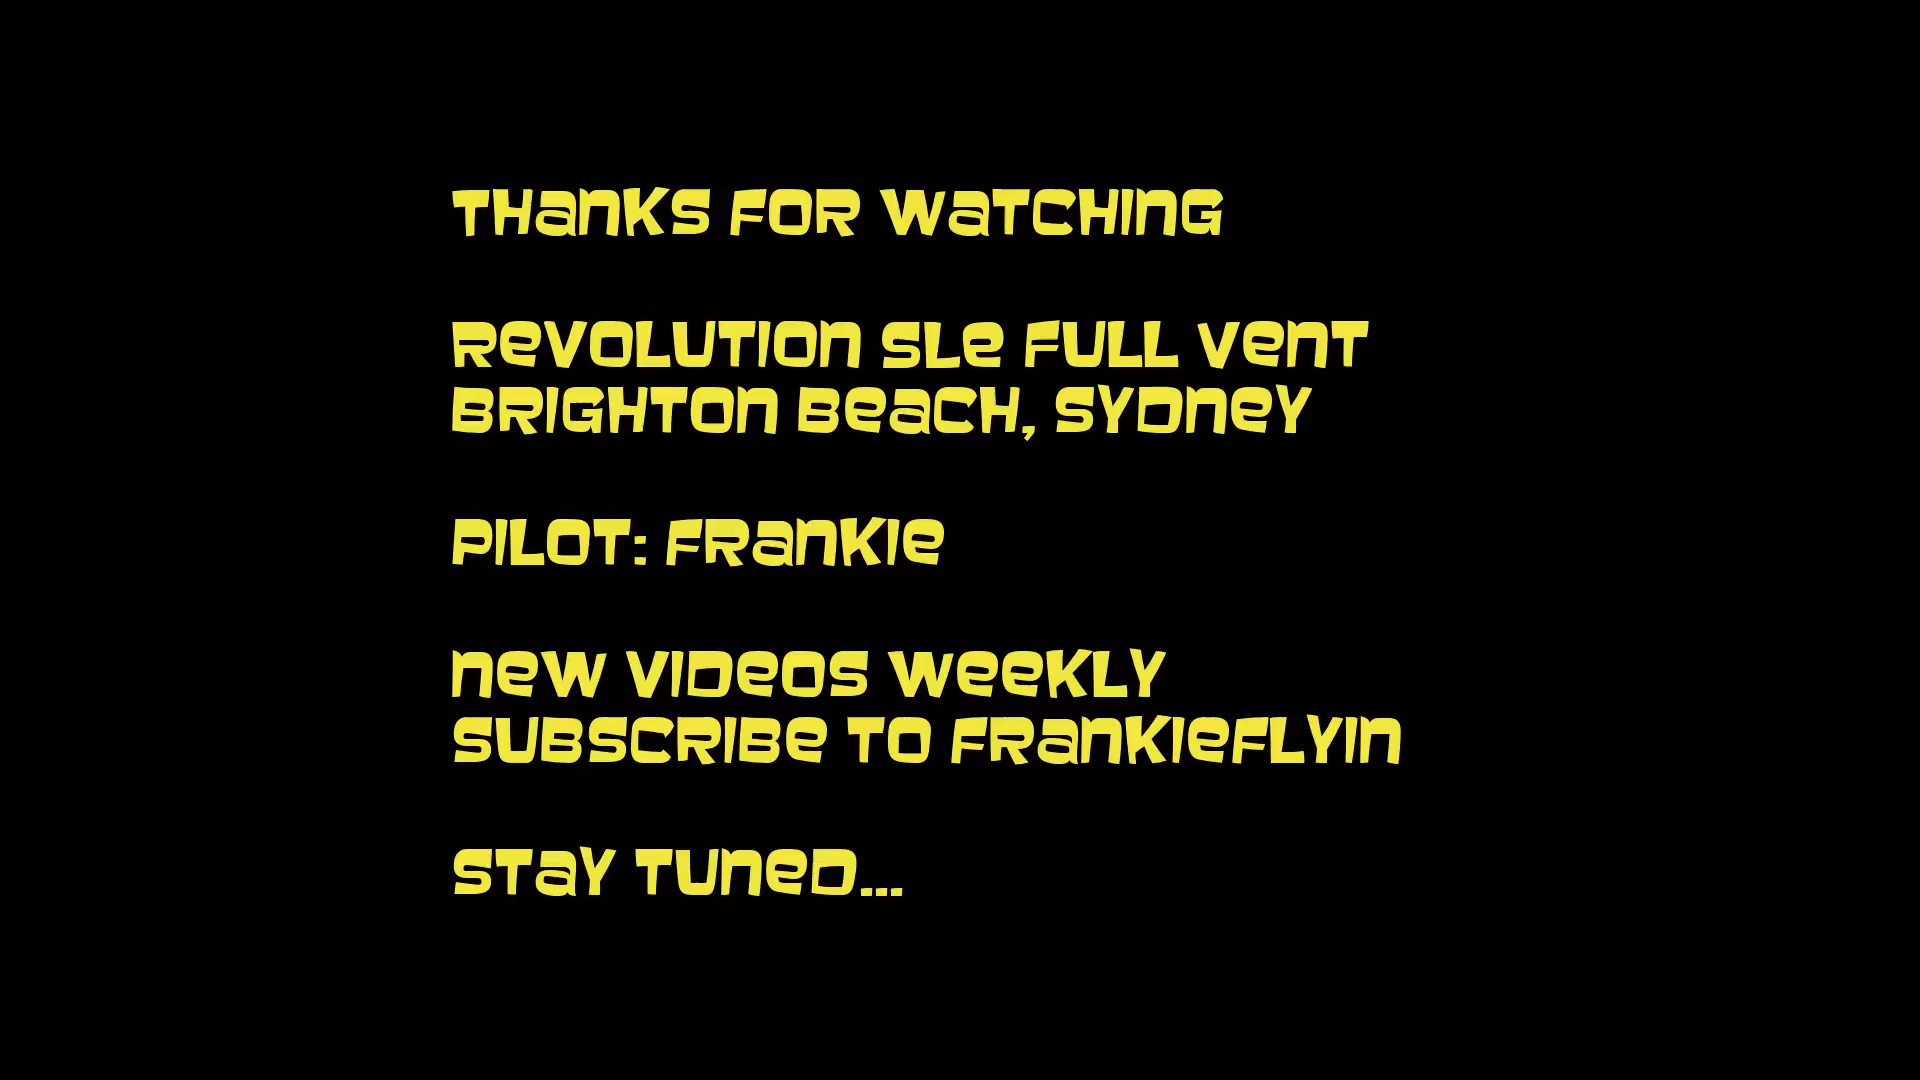 THANKS FOR WATCHING
REVOLUTION SLE FULL VENT
BRIGHTON BEACH, SYDNEY
PILOT: FRANKIE
NEW VIDEOS WEEKLY
SUBSCRIBE TO FRANKIEFLYIN
STAY TUNED...